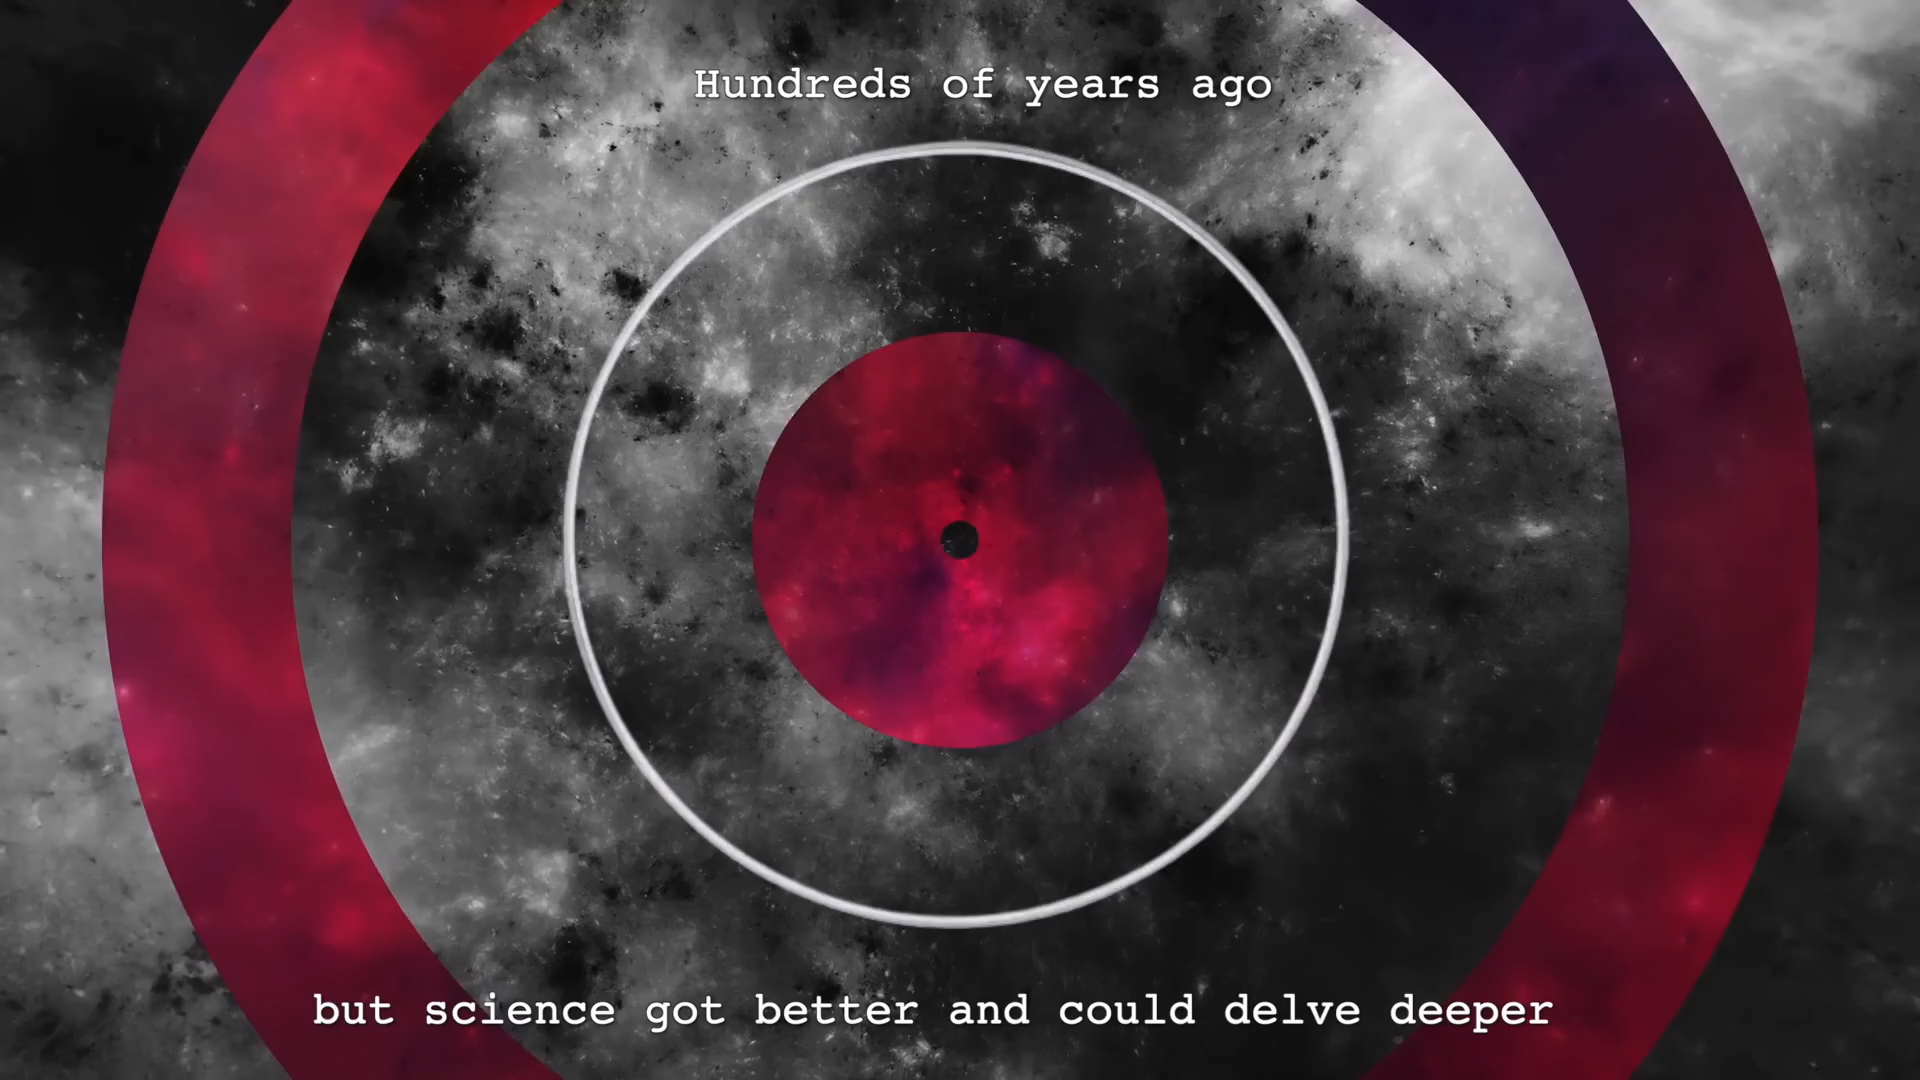 Hundreds of years ago
but science got better and could delve deeper